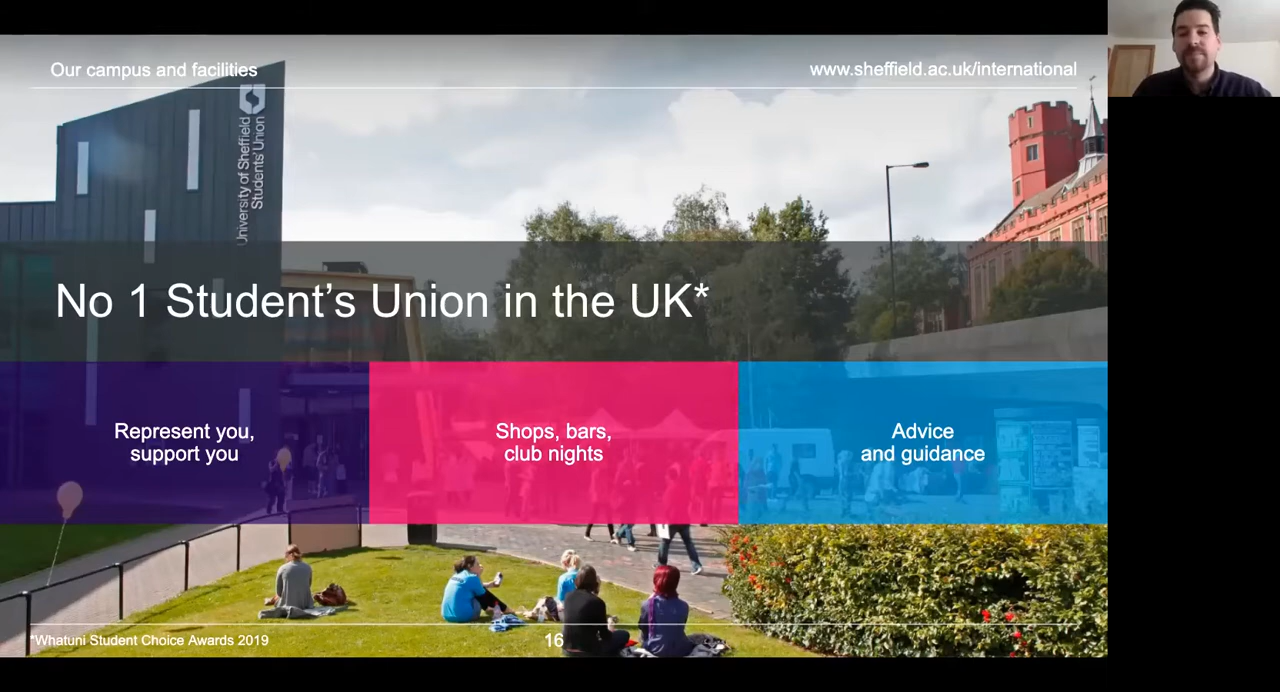 Our campus and facilities
www.sheffield.ac.uk/international
University of Sheffield
Students' Union
No 1 Student’s Union in the UK*
Represent you,
support you
Shops, bars,
club nights
Advice
and guidance
*Whatuni Student Choice Awards 2019
16